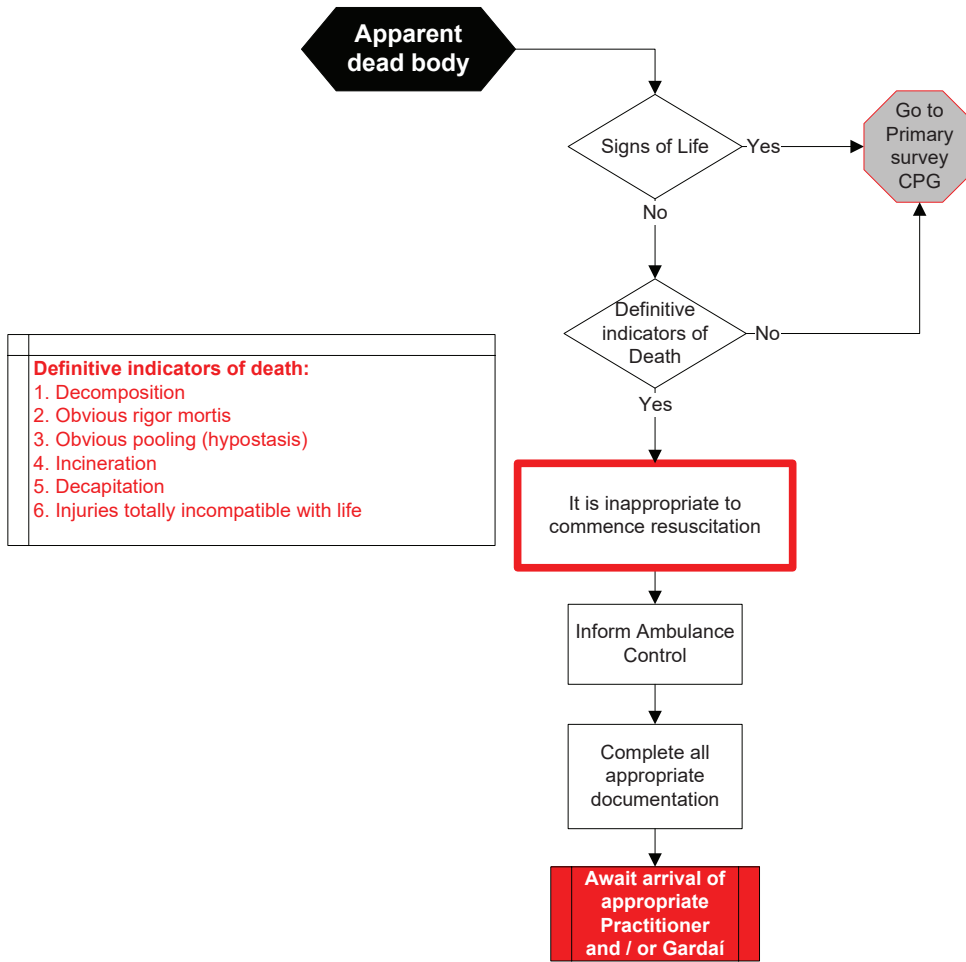 Apparent
dead body
Signs of Life
Yes
Go to
Primary
survey
CPG
No
Definitive
indicators of
Death
No
Yes
Definitive indicators of death:
1. Decomposition
2. Obvious rigor mortis
3. Obvious pooling (hypostasis)
4. Incineration
5. Decapitation
6. Injuries totally incompatible with life
It is inappropriate to
commence resuscitation
Inform Ambulance
Control
Complete all
appropriate
documentation
Await arrival of
appropriate
Practitioner
and / or Gardaí